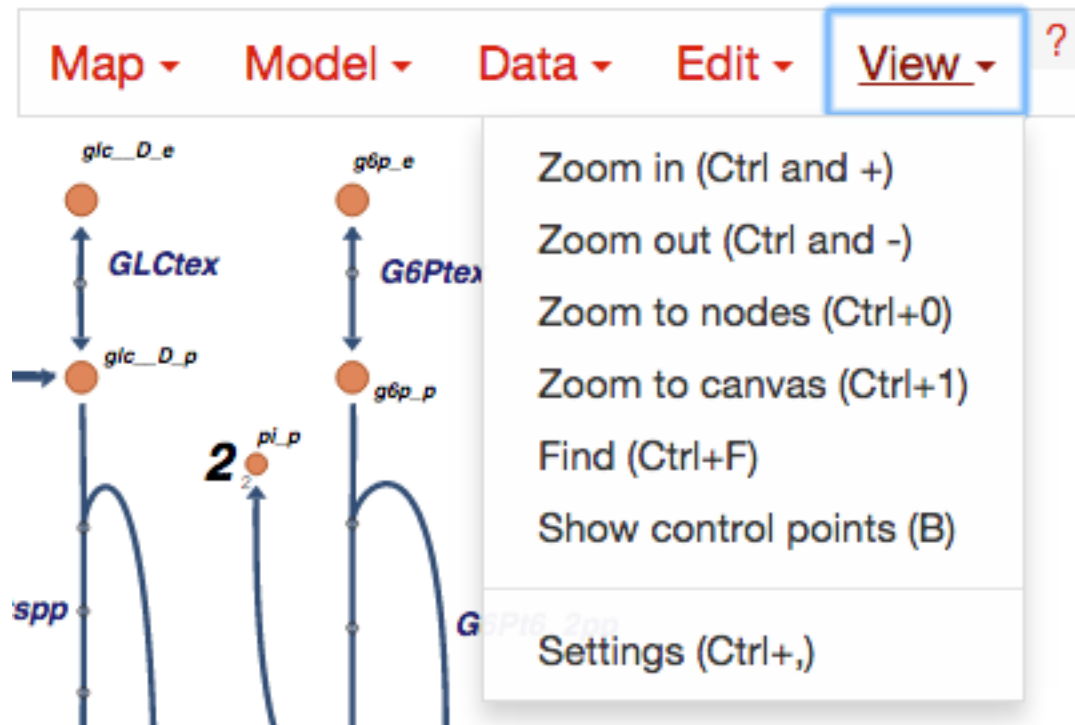 Map Model Data Edit View ?
glc__D_e g6p_e
Zoom in (Ctrl and +)
Zoom out (Ctrl and -)
GLCtex G6Ptex
Zoom to nodes (Ctrl+0)
glc__D_p
Zoom to canvas (Ctrl+1)
g6p_p
pi_p
Find (Ctrl+F)
2
2
Show control points (B)
spp
G6Pt6_2pp
Settings (Ctrl+,)